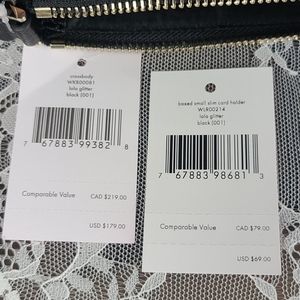 crossbody
WKR00081
lola glitter
black (001)
7 67883 99382 8
Comparable Value CAD $219.00
USD $179.00
boxed small slim card holder
WLR00214
lola glitter
black (001)
7 67883 98681 3
Comparable Value CAD $79.00
USD $69.00